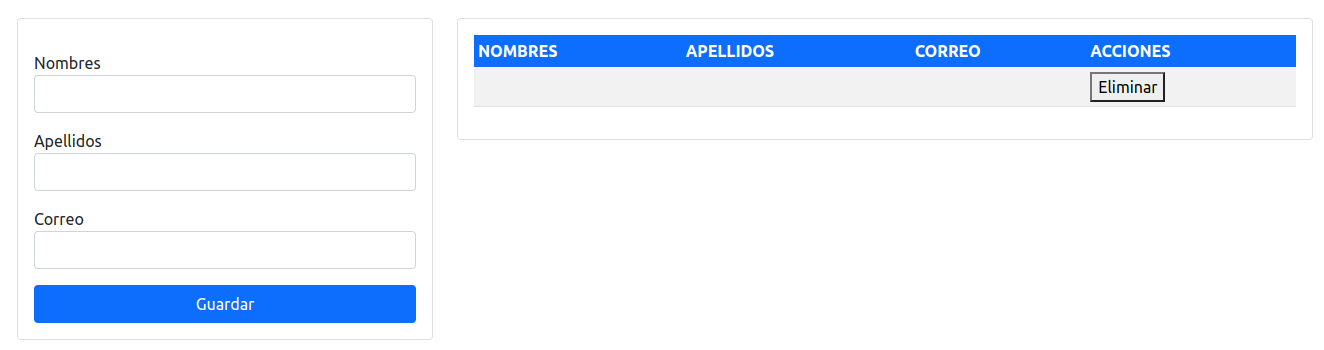 Nombres
Apellidos
Correo
Guardar
NOMBRES APELLIDOS CORREO ACCIONES
Eliminar